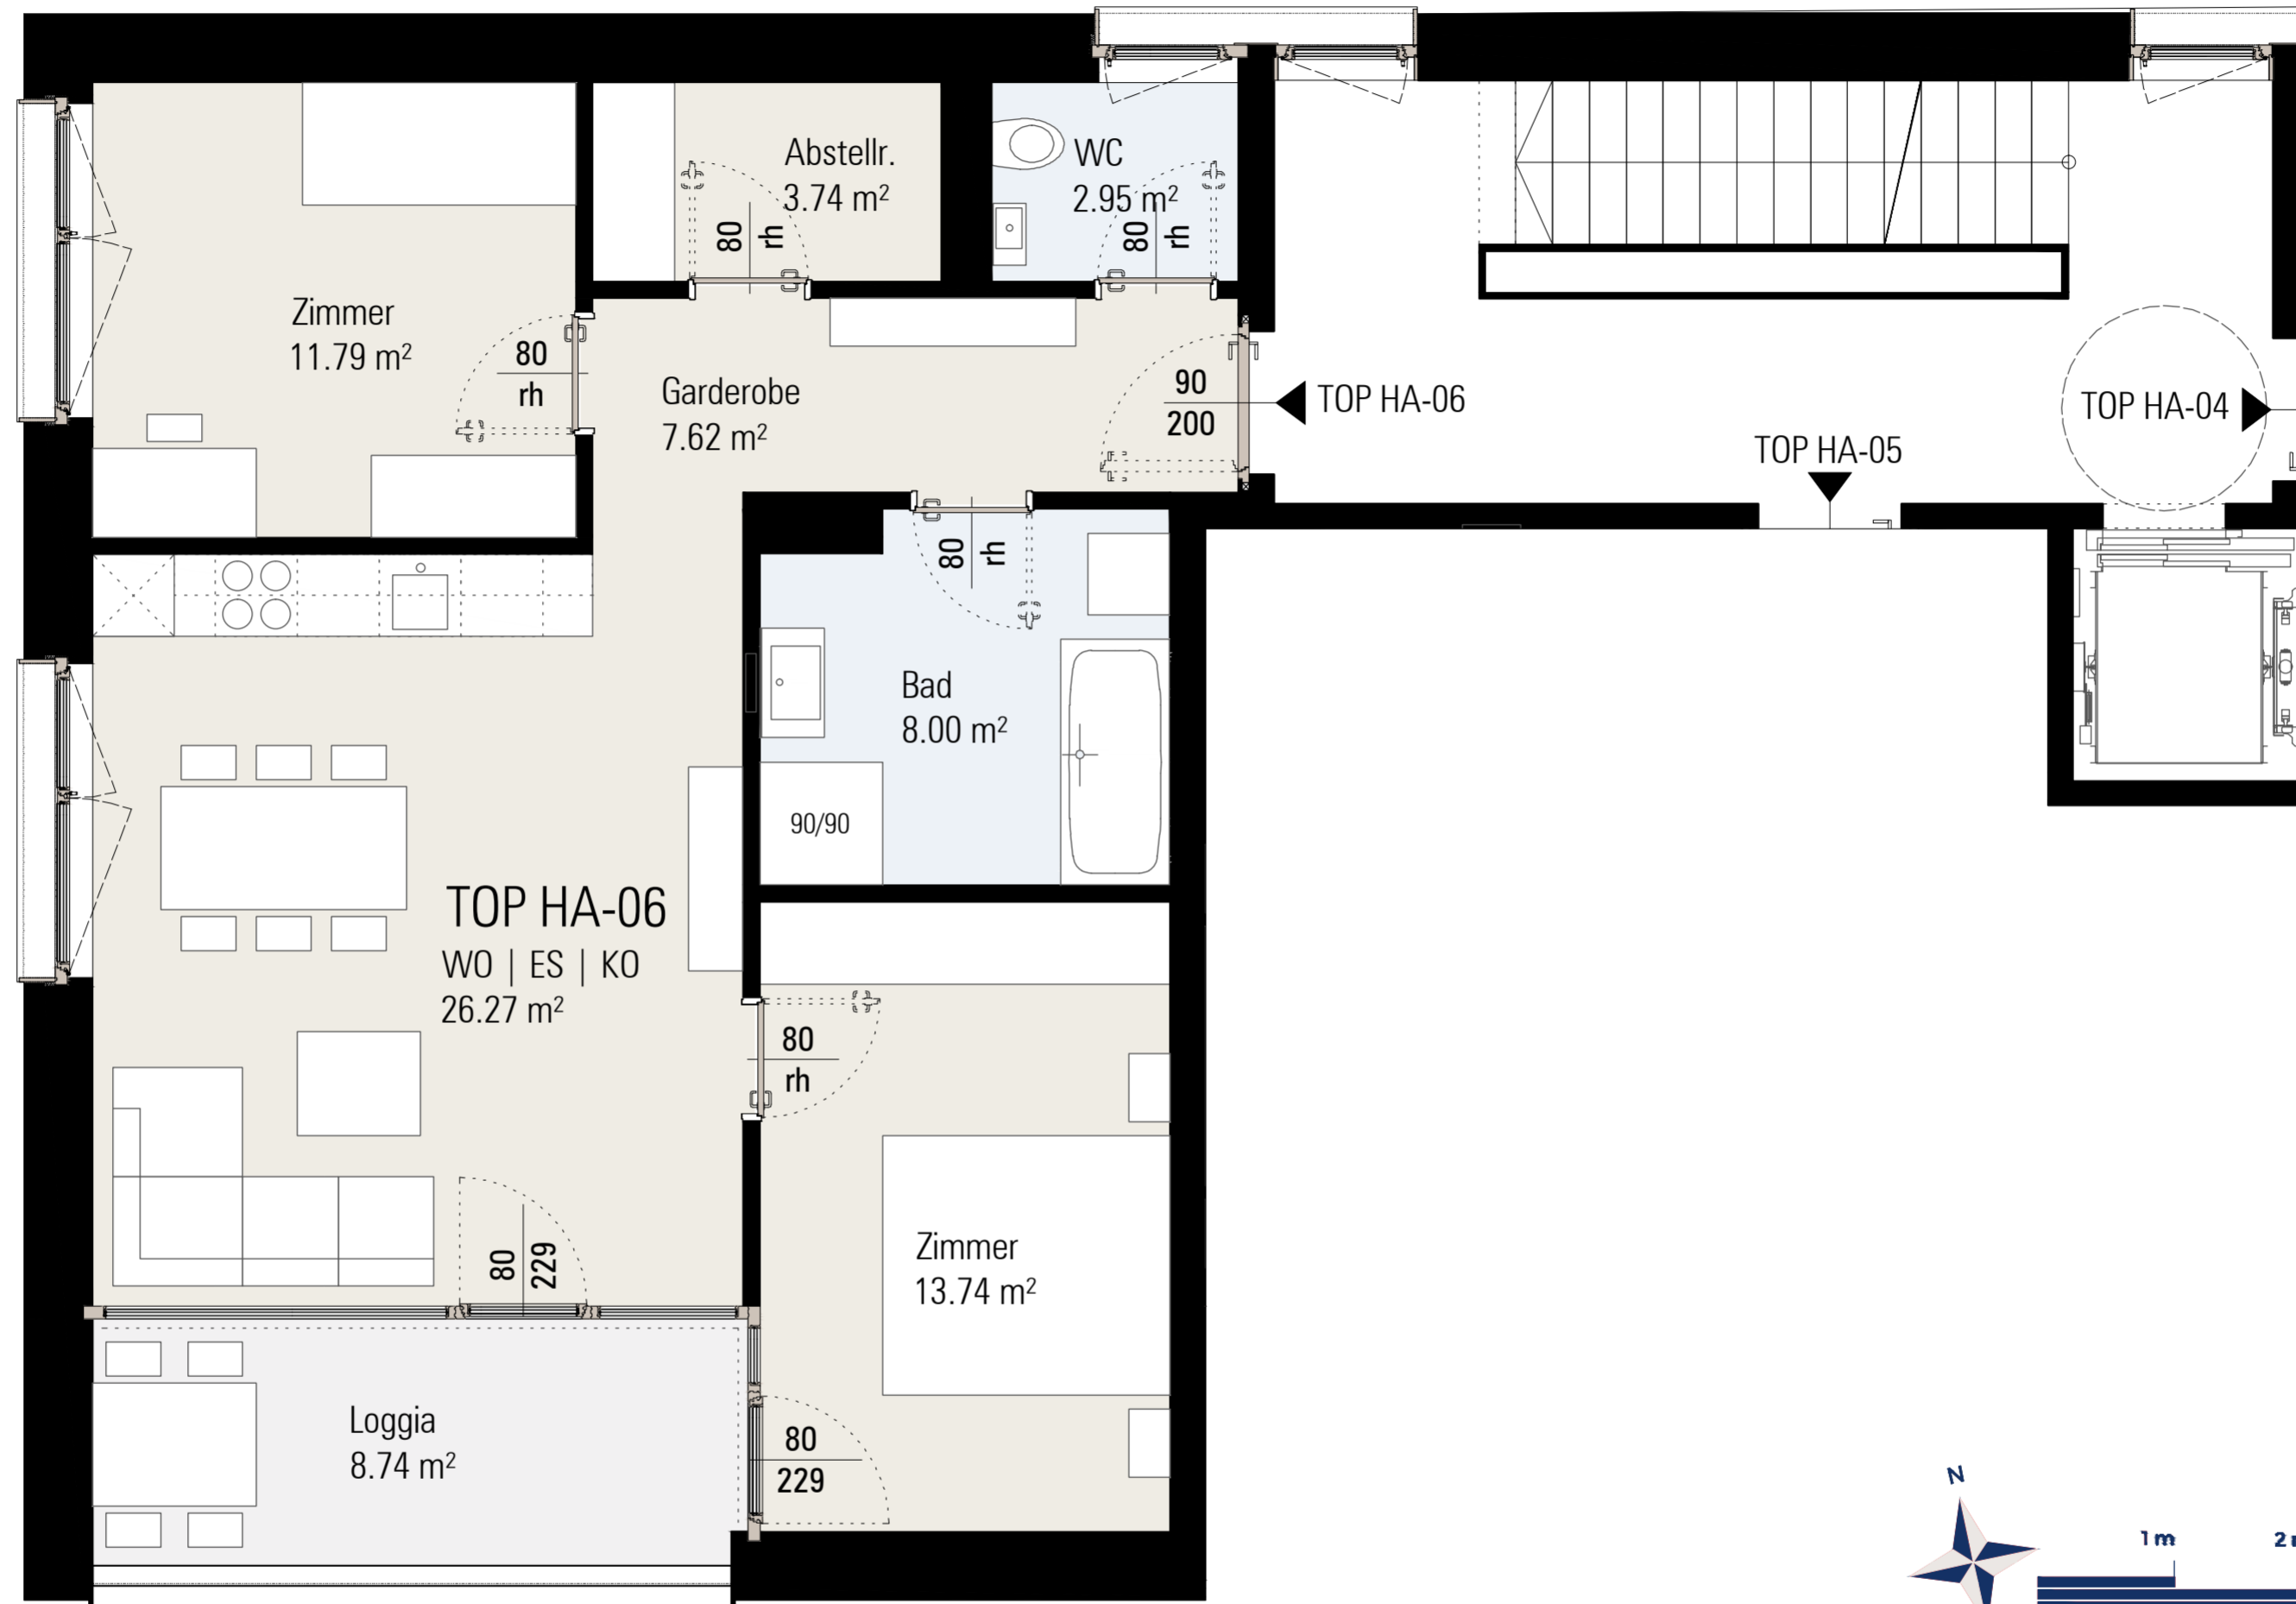 Abstellr.
3.74 m²
80
rh
WC
2.95 m²
80
rh
Zimmer
11.79 m²
80
rh
Garderobe
7.62 m²
90
200
TOP HA-06
TOP HA-05
TOP HA-04
80
rh
Bad
8.00 m²
90/90
TOP HA-06
WO | ES | KO
26.27 m²
80
rh
80
229
Zimmer
13.74 m²
Loggia
8.74 m²
80
229
N
1 m
2